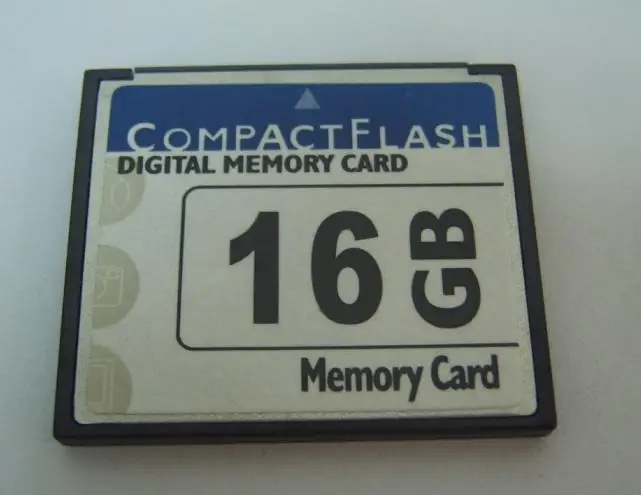 COMPACTFLASH
DIGITAL MEMORY CARD
16 GB
Memory Card